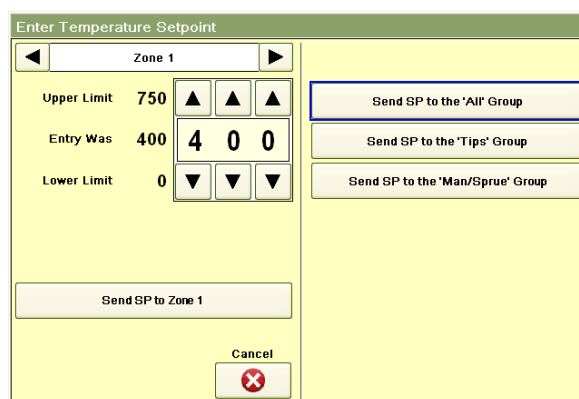 Enter Temperature Setpoint
Zone 1
Upper Limit 750
Entry Was 400 4 0 0
Lower Limit 0
Send SP to Zone 1
Cancel
Send SP to the 'All' Group
Send SP to the 'Tips' Group
Send SP to the 'Man/Sprue' Group